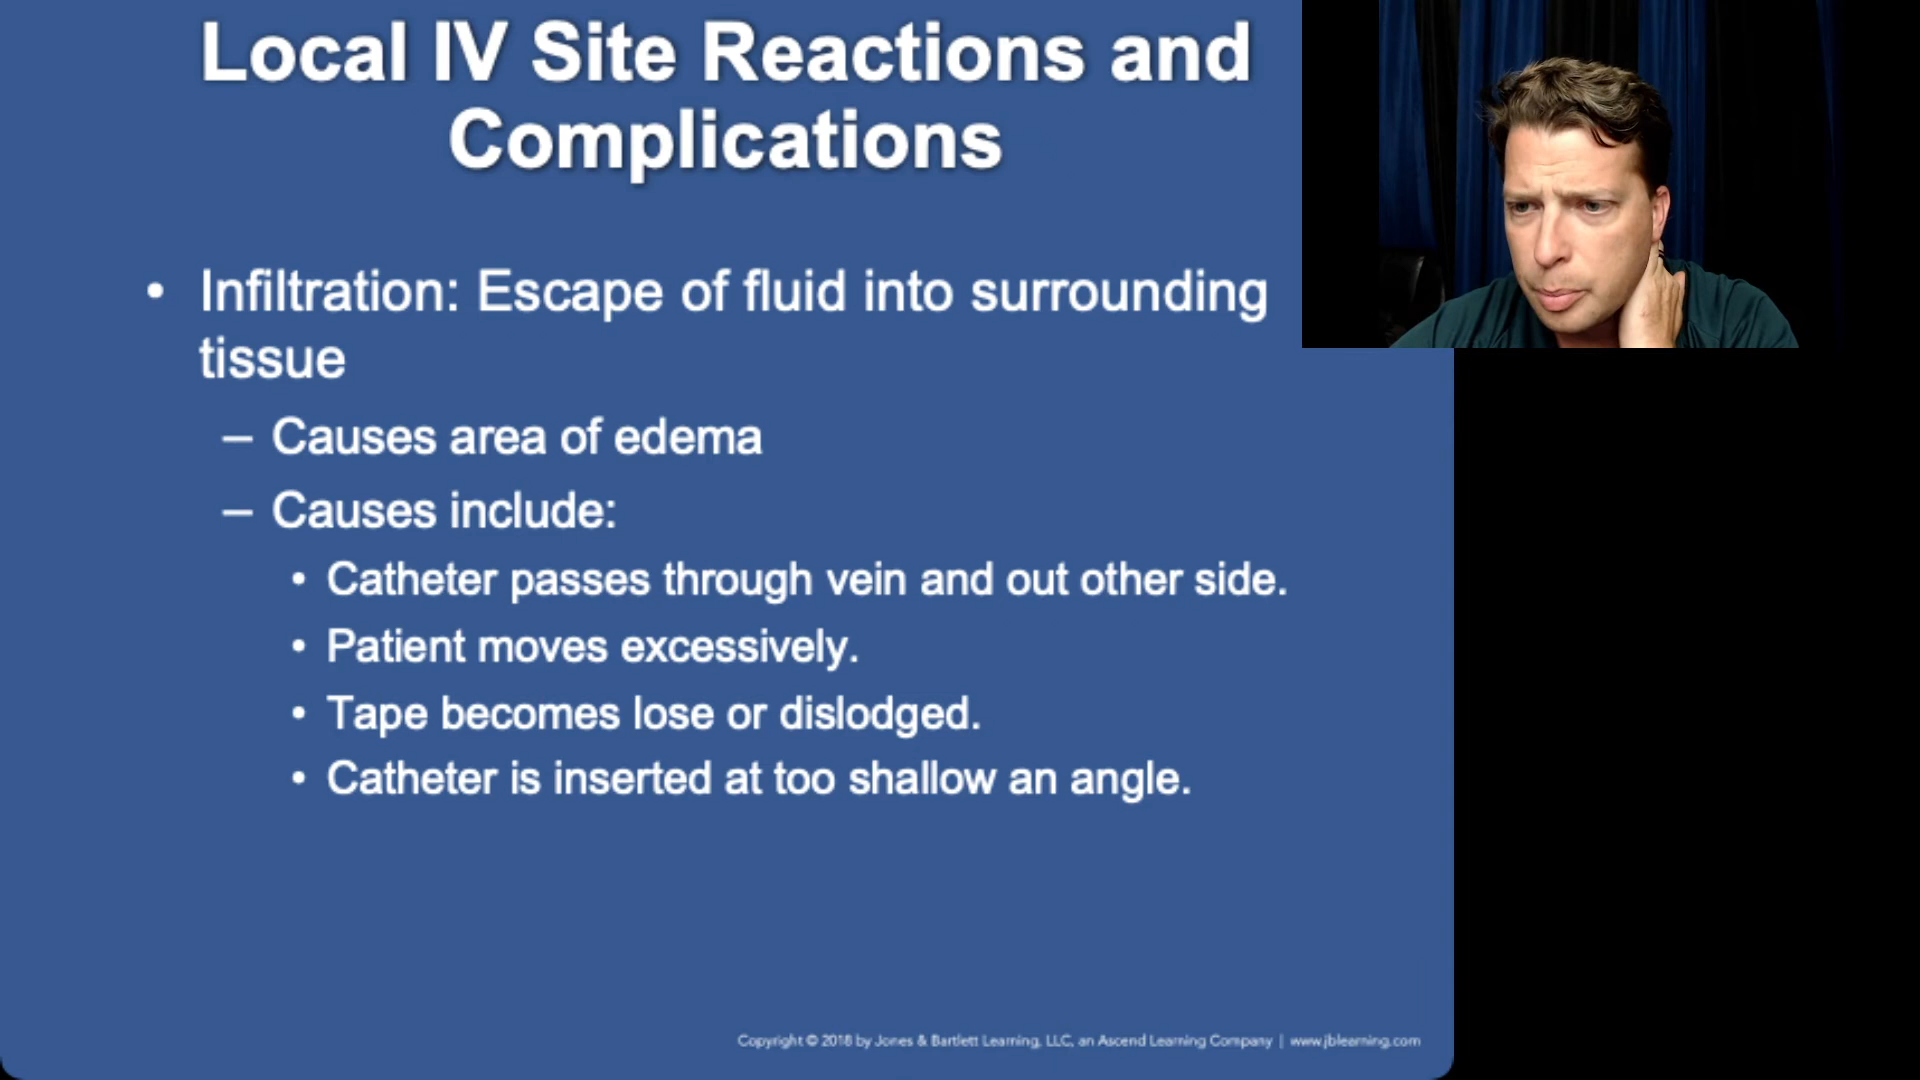 Local IV Site Reactions and
Complications
• Infiltration: Escape of fluid into surrounding
tissue
– Causes area of edema
– Causes include:
• Catheter passes through vein and out other side.
• Patient moves excessively.
• Tape becomes lose or dislodged.
• Catheter is inserted at too shallow an angle.
Copyright © 2018 by Jones & Bartlett Learning, LLC, an Ascend Learning Company | www.jblearning.com